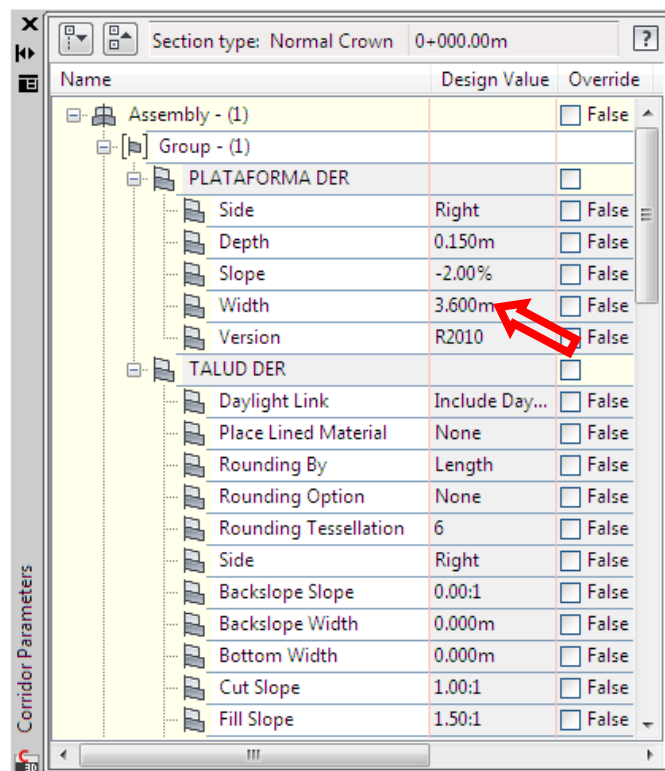 Section type: Normal Crown 0+000.00m ?
Name Design Value Override
Assembly - (1) False
Group - (1)
PLATAFORMA DER
Side Right False
Depth 0.150m False
Slope -2.00% False
Width 3.600m False
Version R2010 False
TALUD DER
Daylight Link Include Day... False
Place Lined Material None False
Rounding By Length False
Rounding Option None False
Rounding Tessellation 6 False
Side Right False
Backslope Slope 0.00:1 False
Backslope Width 0.000m False
Bottom Width 0.000m False
Cut Slope 1.00:1 False
Fill Slope 1.50:1 False
Corridor Parameters